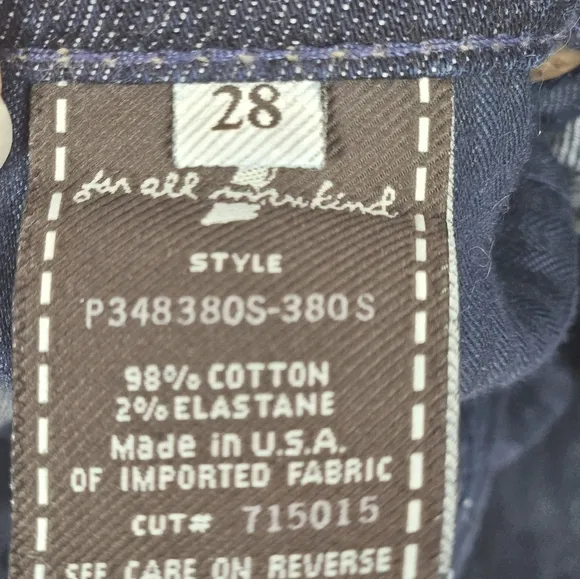 28
for all mankind
STYLE
P348380S-380S
98% COTTON
2% ELASTANE
Made in U.S.A.
OF IMPORTED FABRIC
CUT# 715015
SEE CARE ON REVERSE